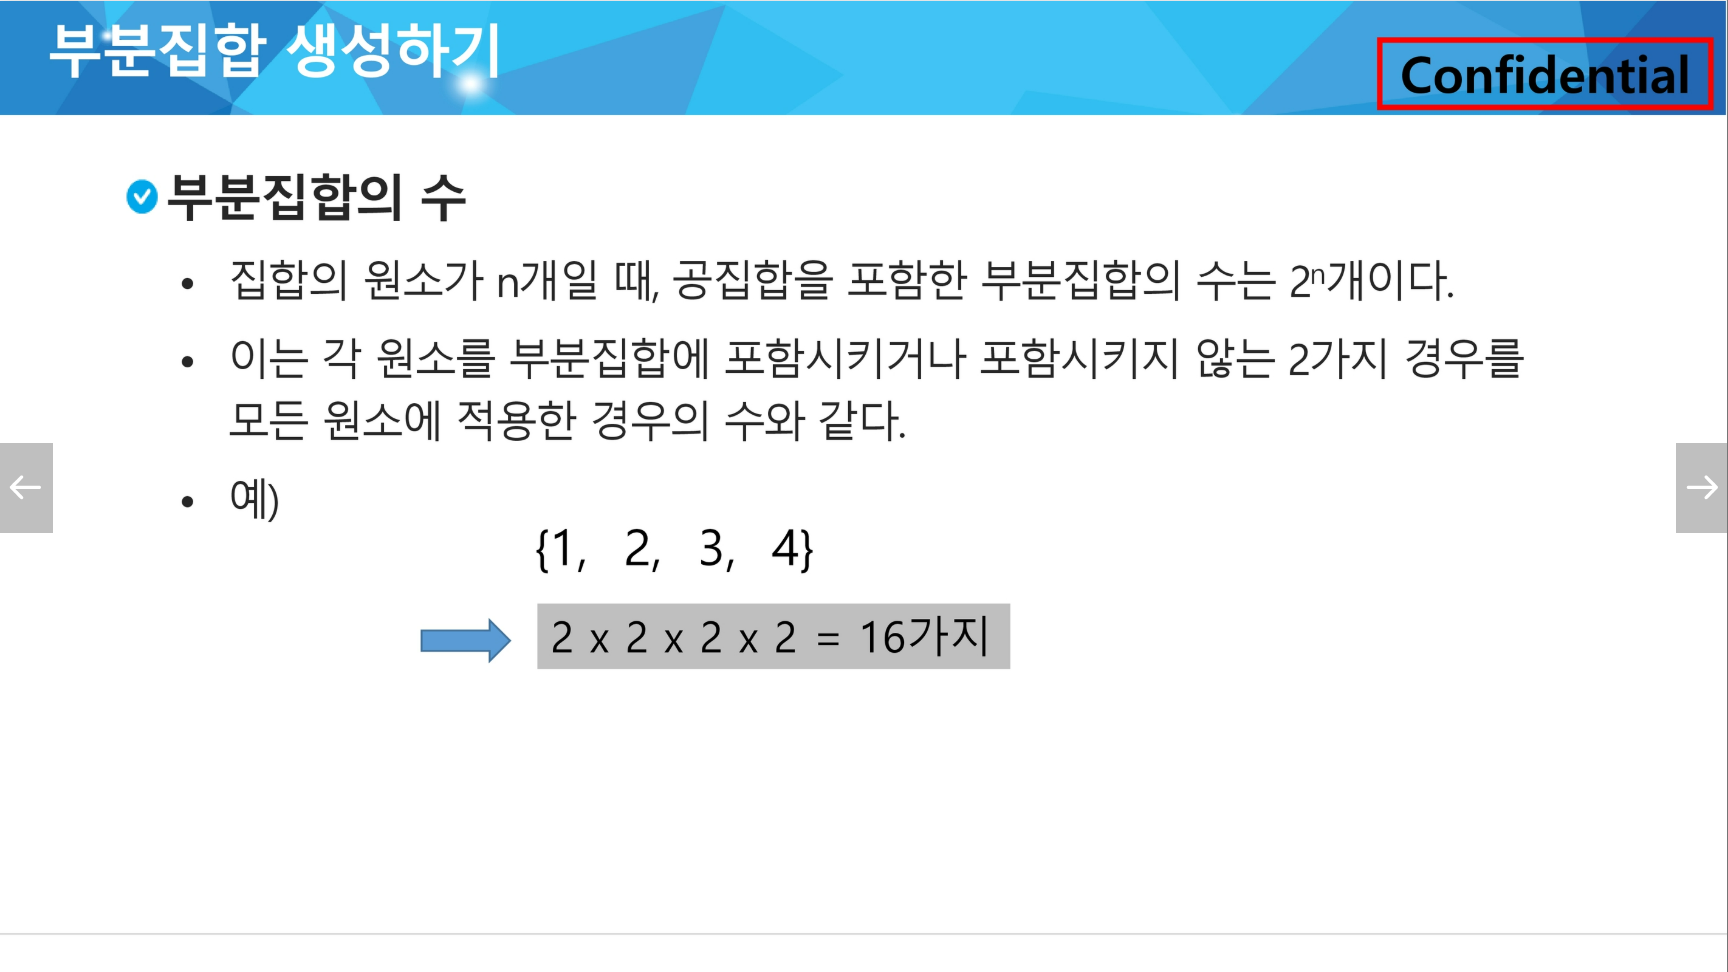 부분집합 생성하기
Confidential
부분집합의 수
• 집합의 원소가 n개일 때, 공집합을 포함한 부분집합의 수는 2ⁿ개이다.
• 이는 각 원소를 부분집합에 포함시키거나 포함시키지 않는 2가지 경우를
모든 원소에 적용한 경우의 수와 같다.
• 예)
{1, 2, 3, 4}
2 x 2 x 2 x 2 = 16가지